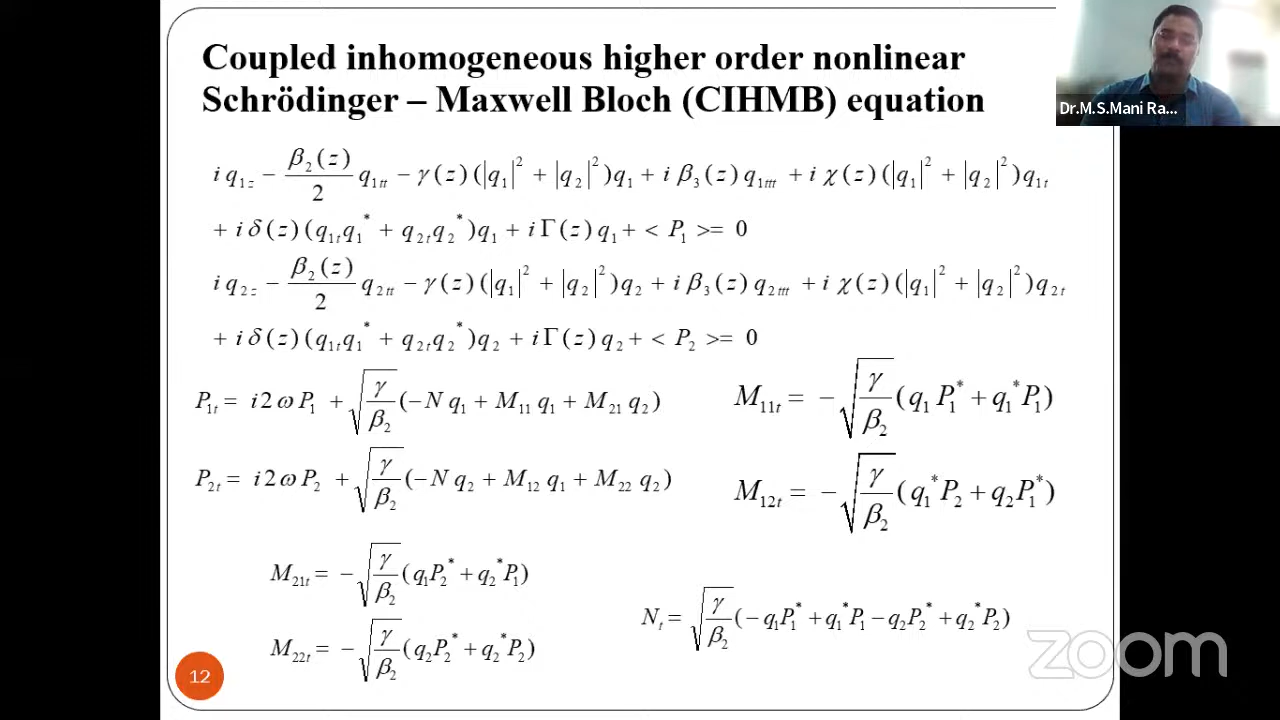 Coupled inhomogeneous higher order nonlinear
Schrödinger – Maxwell Bloch (CIHMB) equation
Dr.M.S.Mani Ra...
i q_{1z} − β_2(z)/2 q_{1tt} − γ(z)(|q_1|^2 + |q_2|^2)q_1 + i β_3(z) q_{1ttt} + i χ(z)(|q_1|^2 + |q_2|^2)q_{1t}
+ i δ(z)(q_{1t}q_1^* + q_{2t}q_2^*)q_1 + iΓ(z) q_1 + < P_1 >= 0
i q_{2z} − β_2(z)/2 q_{2tt} − γ(z)(|q_1|^2 + |q_2|^2)q_2 + i β_3(z) q_{2ttt} + i χ(z)(|q_1|^2 + |q_2|^2)q_{2t}
+ i δ(z)(q_{1t}q_1^* + q_{2t}q_2^*)q_2 + iΓ(z) q_2 + < P_2 >= 0
P_{1t} = i2ωP_1 + √(γ/β_2)(−N q_1 + M_{11} q_1 + M_{21} q_2)
M_{11t} = −√(γ/β_2)(q_1 P_1^* + q_1^* P_1)
P_{2t} = i2ωP_2 + √(γ/β_2)(−N q_2 + M_{12} q_1 + M_{22} q_2)
M_{12t} = −√(γ/β_2)(q_1^* P_2 + q_2 P_1^*)
M_{21t} = −√(γ/β_2)(q_1 P_2^* + q_2^* P_1)
N_t = √(γ/β_2)(−q_1 P_1^* + q_1^* P_1 − q_2 P_2^* + q_2^* P_2)
M_{22t} = −√(γ/β_2)(q_2 P_2^* + q_2^* P_2)
12
zoom